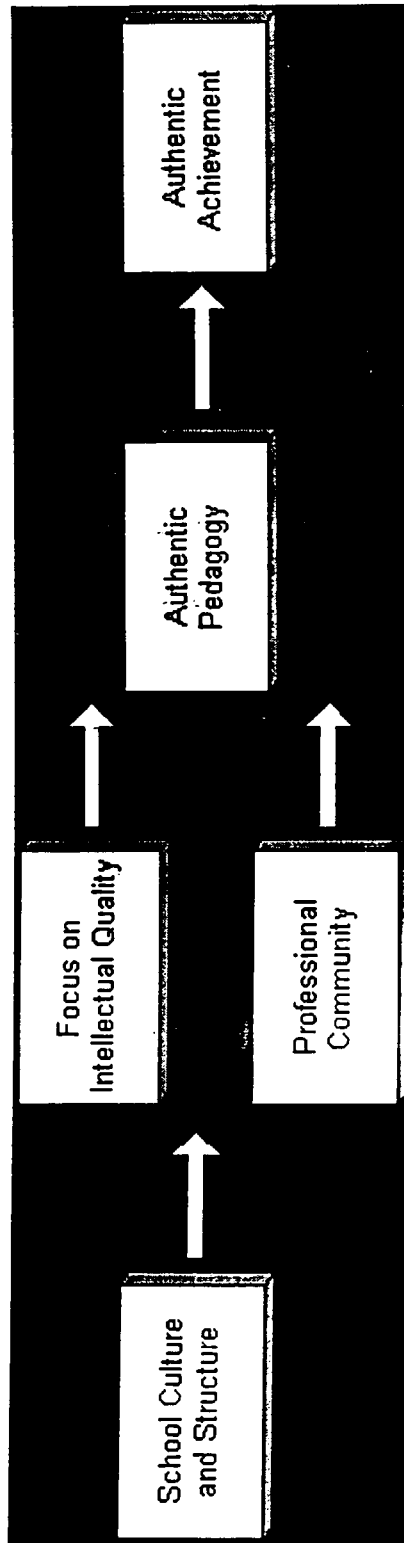 School Culture
and Structure
Focus on
Intellectual Quality
Professional
Community
Authentic
Pedagogy
Authentic
Achievement